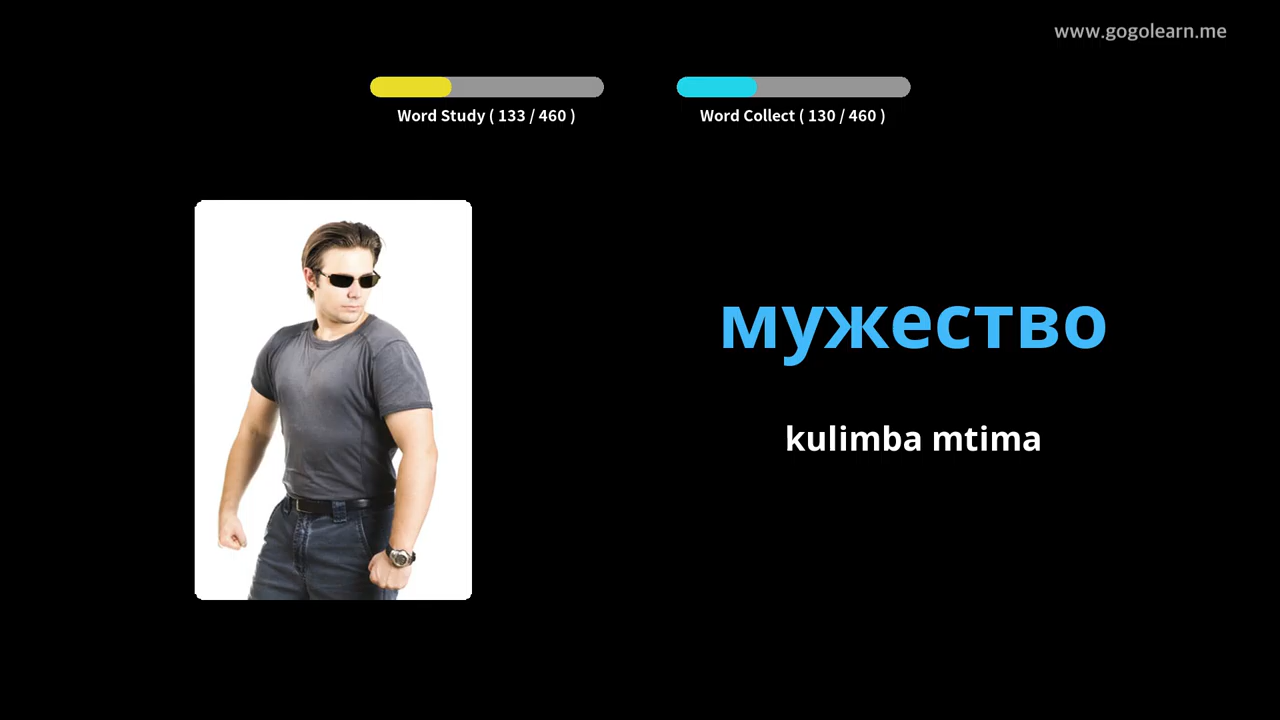 www.gogolearn.me
Word Study ( 133 / 460 )
Word Collect ( 130 / 460 )
мужество
kulimba mtima